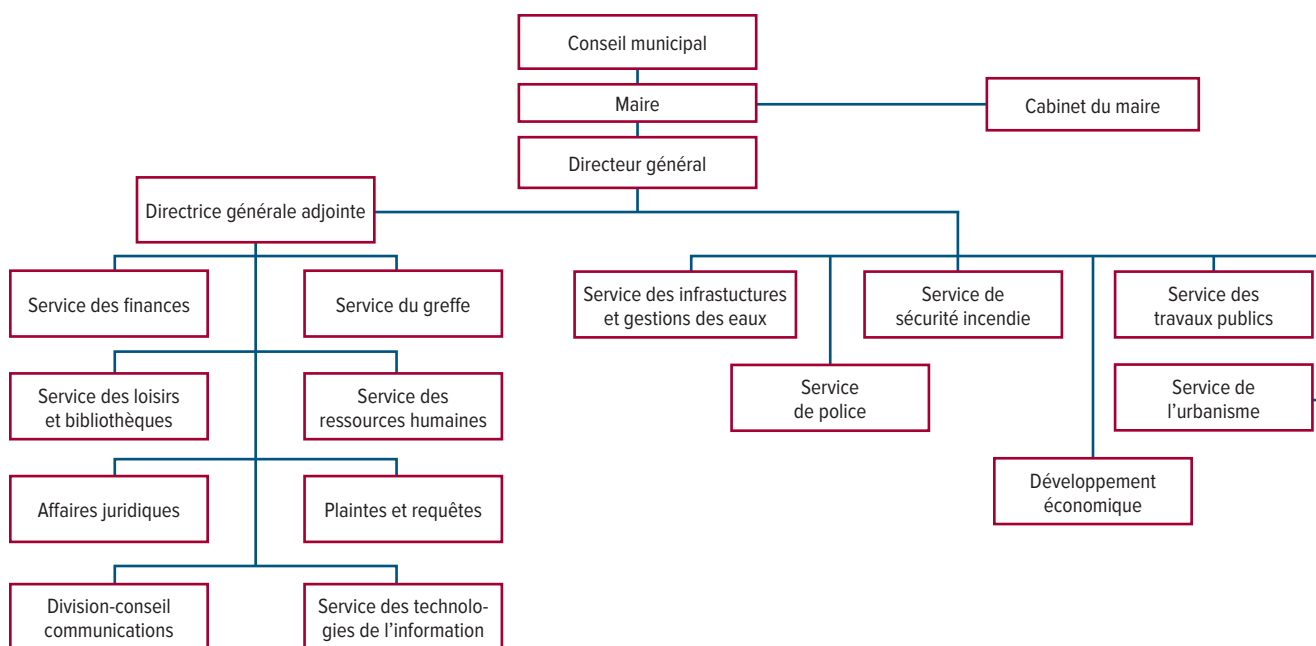 Conseil municipal
Maire
Cabinet du maire
Directeur général
Directrice générale adjointe
Service des finances
Service du greffe
Service des infrastuctures
et gestions des eaux
Service de
sécurité incendie
Service des
travaux publics
Service des loisirs
et bibliothèques
Service des
ressources humaines
Service
de police
Service de
l’urbanisme
Affaires juridiques
Plaintes et requêtes
Développement
économique
Division-conseil
communications
Service des technolo-
gies de l’information